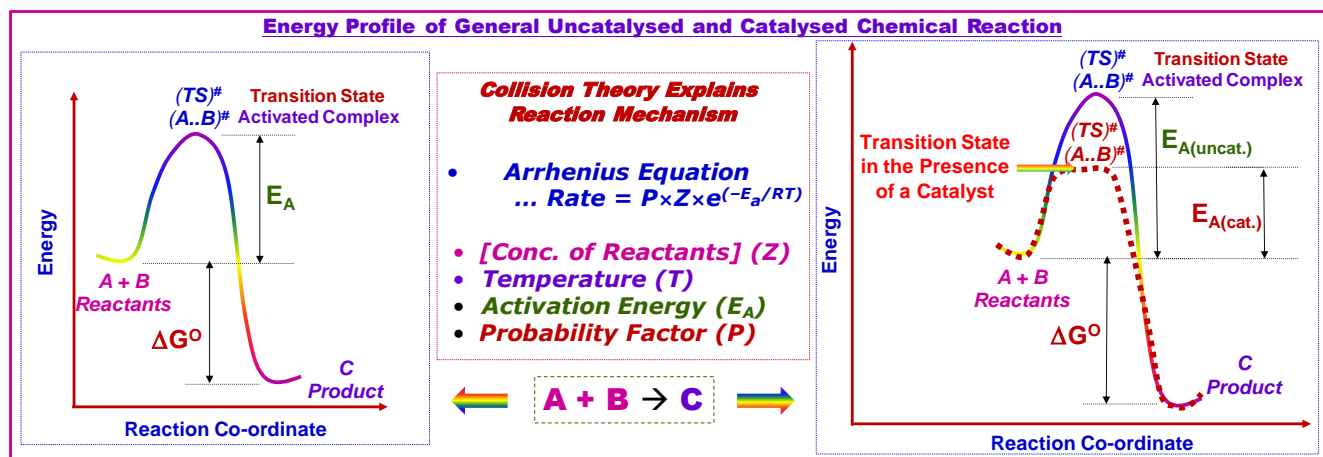 Energy Profile of General Uncatalysed and Catalysed Chemical Reaction
(TS)#
(A..B)#
Transition State
Activated Complex
EA
Energy
A + B
Reactants
ΔGO
C
Product
Reaction Co-ordinate
Collision Theory Explains
Reaction Mechanism
• Arrhenius Equation
... Rate = P×Z×e(–Ea/RT)
• [Conc. of Reactants] (Z)
• Temperature (T)
• Activation Energy (EA)
• Probability Factor (P)
A + B → C
(TS)#
(A..B)#
Transition State
Activated Complex
(TS)#
(A..B)#
Transition State
in the Presence
of a Catalyst
EA(uncat.)
EA(cat.)
Energy
A + B
Reactants
ΔGO
C
Product
Reaction Co-ordinate